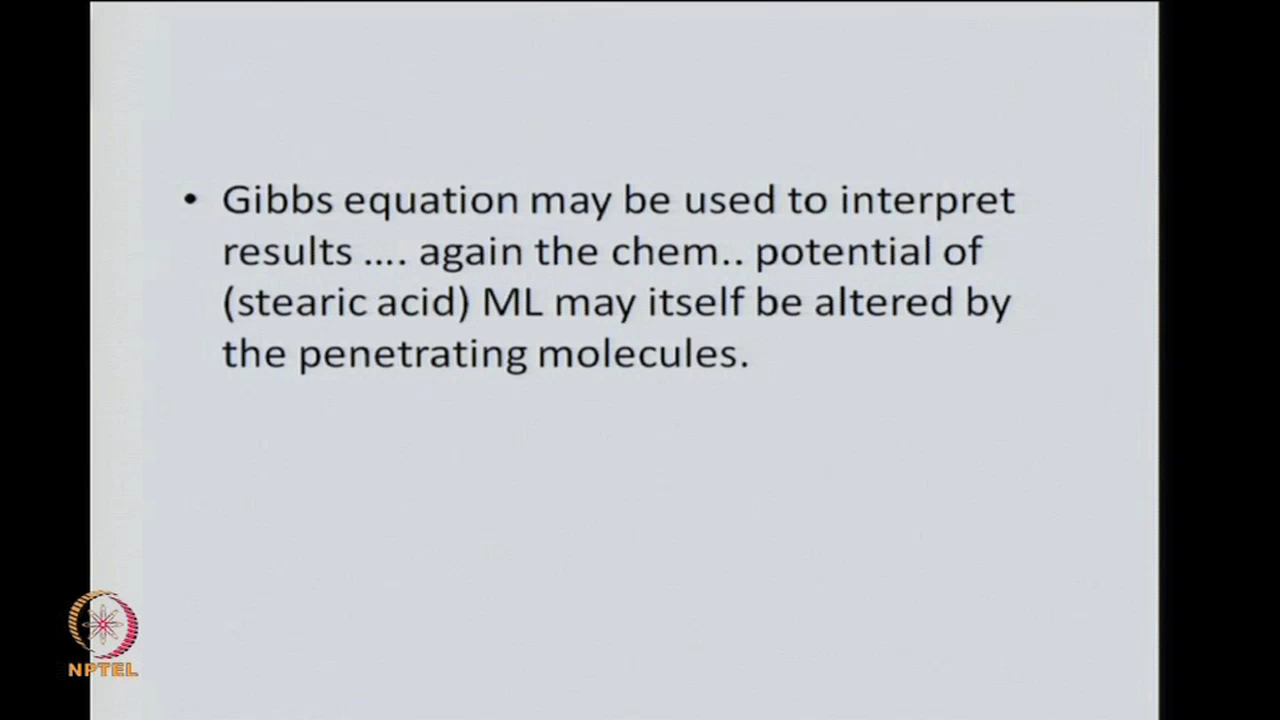 • Gibbs equation may be used to interpret
results .... again the chem.. potential of
(stearic acid) ML may itself be altered by
the penetrating molecules.
NPTEL